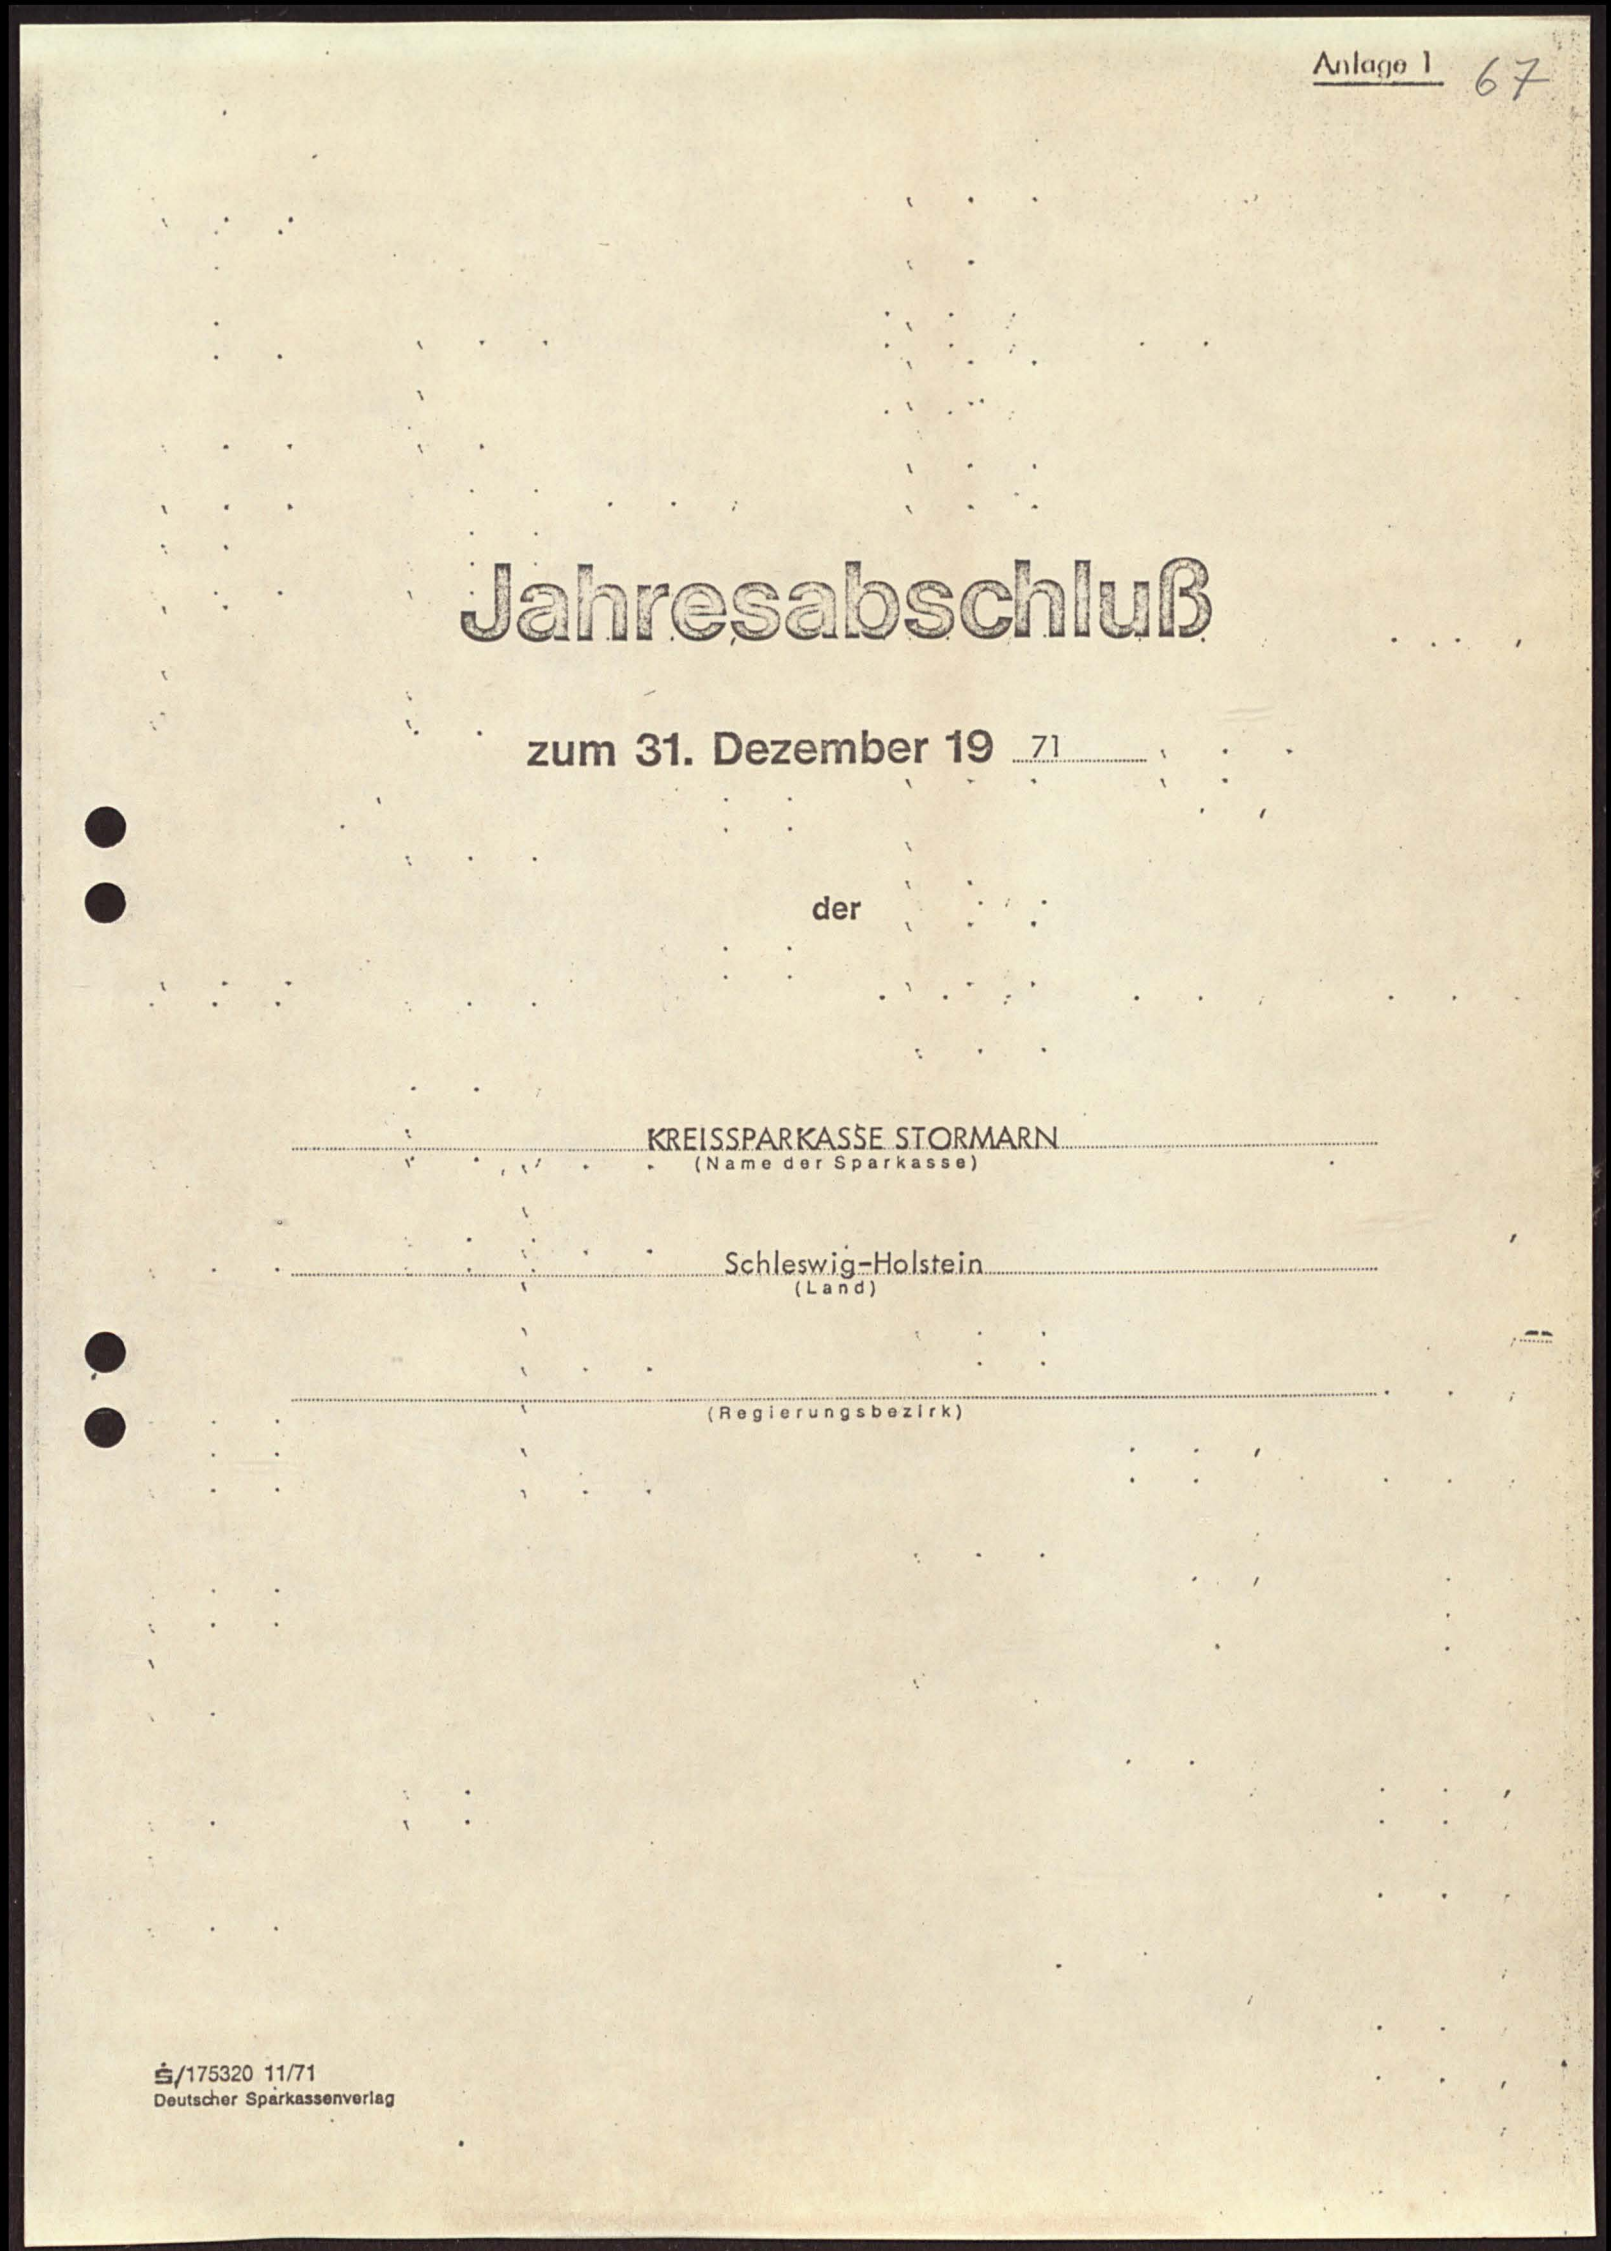 Anlage 1 67
Jahresabschluß
zum 31. Dezember 19 71
der
KREISSPARKASSE STORMARN
(Name der Sparkasse)
Schleswig-Holstein
(Land)
(Regierungsbezirk)
Ṡ/175320 11/71
Deutscher Sparkassenverlag